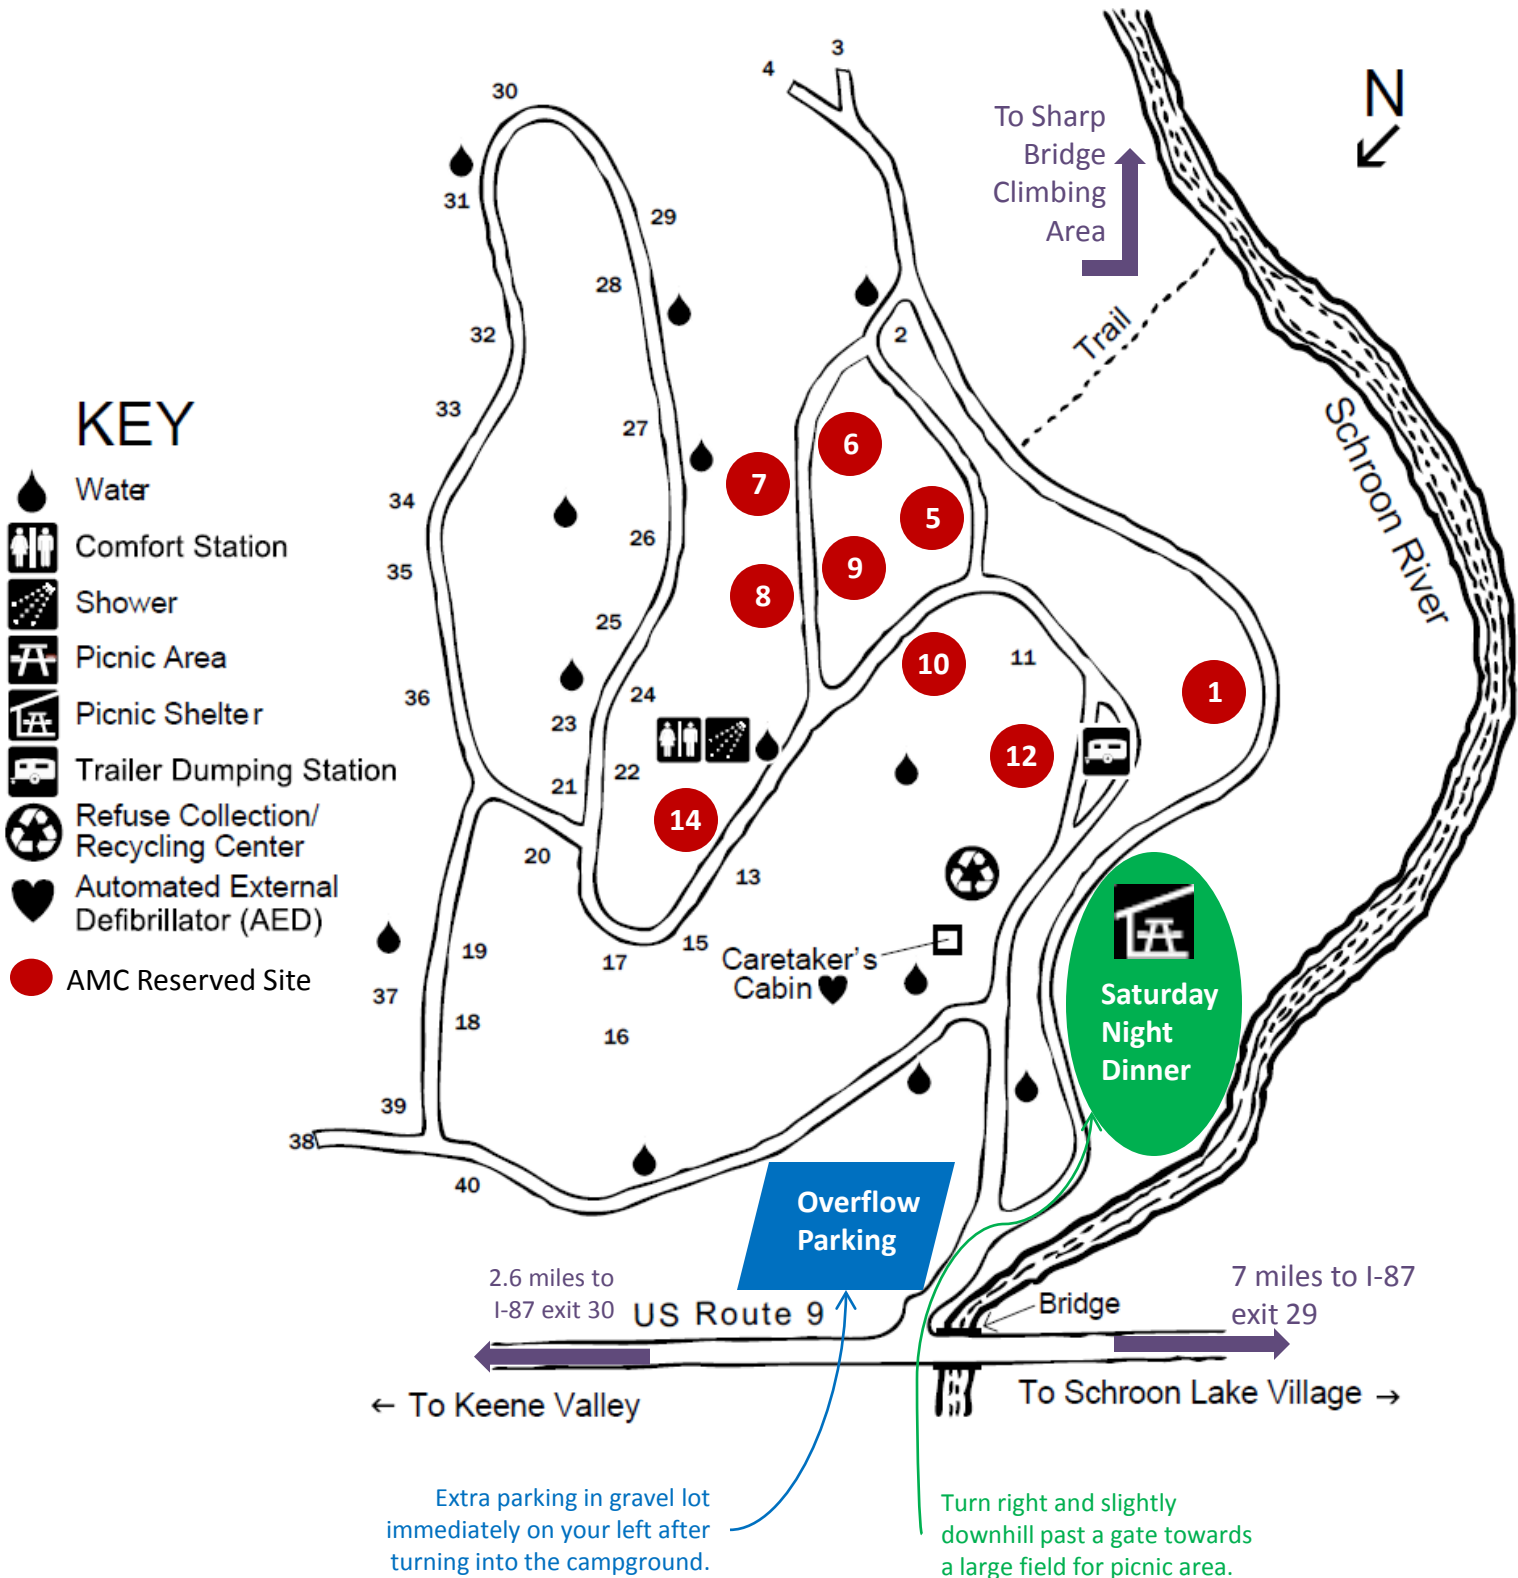 3
4
30
N
To Sharp
Bridge
Climbing
Area
31
29
28
2
32
Trail
33
27
6
KEY
7
Schroon River
34
5
Water
26
Comfort Station
35
9
8
Shower
25
Picnic Area
10
11
36
24
1
Picnic Shelter
23
12
Trailer Dumping Station
21
22
14
Refuse Collection/
Recycling Center
20
13
Automated External
Defibrillator (AED)
19
17
15
Caretaker's
Cabin
AMC Reserved Site
37
18
16
Saturday
Night
Dinner
39
38
40
Overflow
Parking
2.6 miles to
I-87 exit 30
US Route 9
Bridge
7 miles to I-87
exit 29
← To Keene Valley
To Schroon Lake Village →
Extra parking in gravel lot
immediately on your left after
turning into the campground.
Turn right and slightly
downhill past a gate towards
a large field for picnic area.